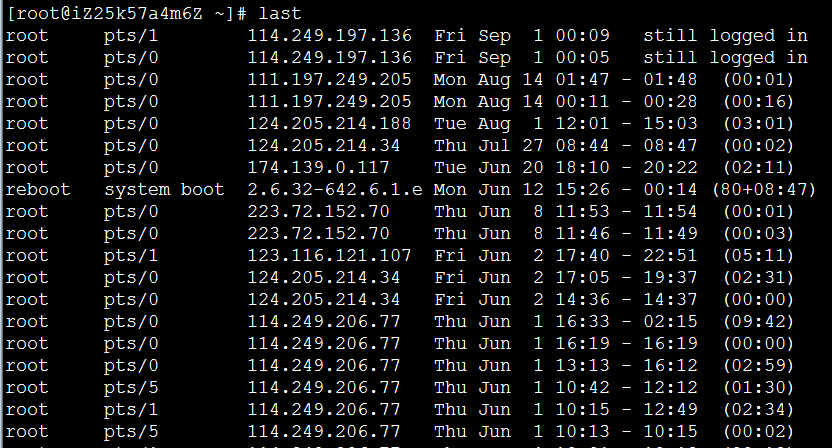 [root@iZ25k57a4m6Z ~]# last
root     pts/1        114.249.197.136  Fri Sep  1 00:09   still logged in
root     pts/0        114.249.197.136  Fri Sep  1 00:05   still logged in
root     pts/0        111.197.249.205  Mon Aug 14 01:47 - 01:48  (00:01)
root     pts/0        111.197.249.205  Mon Aug 14 00:11 - 00:28  (00:16)
root     pts/0        124.205.214.188  Tue Aug  1 12:01 - 15:03  (03:01)
root     pts/0        124.205.214.34   Thu Jul 27 08:44 - 08:47  (00:02)
root     pts/0        174.139.0.117    Tue Jun 20 18:10 - 20:22  (02:11)
reboot   system boot  2.6.32-642.6.1.e Mon Jun 12 15:26 - 00:14 (80+08:47)
root     pts/0        223.72.152.70    Thu Jun  8 11:53 - 11:54  (00:01)
root     pts/0        223.72.152.70    Thu Jun  8 11:46 - 11:49  (00:03)
root     pts/1        123.116.121.107  Fri Jun  2 17:40 - 22:51  (05:11)
root     pts/0        124.205.214.34   Fri Jun  2 17:05 - 19:37  (02:31)
root     pts/0        124.205.214.34   Fri Jun  2 14:36 - 14:37  (00:00)
root     pts/0        114.249.206.77   Thu Jun  1 16:33 - 02:15  (09:42)
root     pts/0        114.249.206.77   Thu Jun  1 16:19 - 16:19  (00:00)
root     pts/0        114.249.206.77   Thu Jun  1 13:13 - 16:12  (02:59)
root     pts/5        114.249.206.77   Thu Jun  1 10:42 - 12:12  (01:30)
root     pts/1        114.249.206.77   Thu Jun  1 10:15 - 12:49  (02:34)
root     pts/5        114.249.206.77   Thu Jun  1 10:13 - 10:15  (00:02)